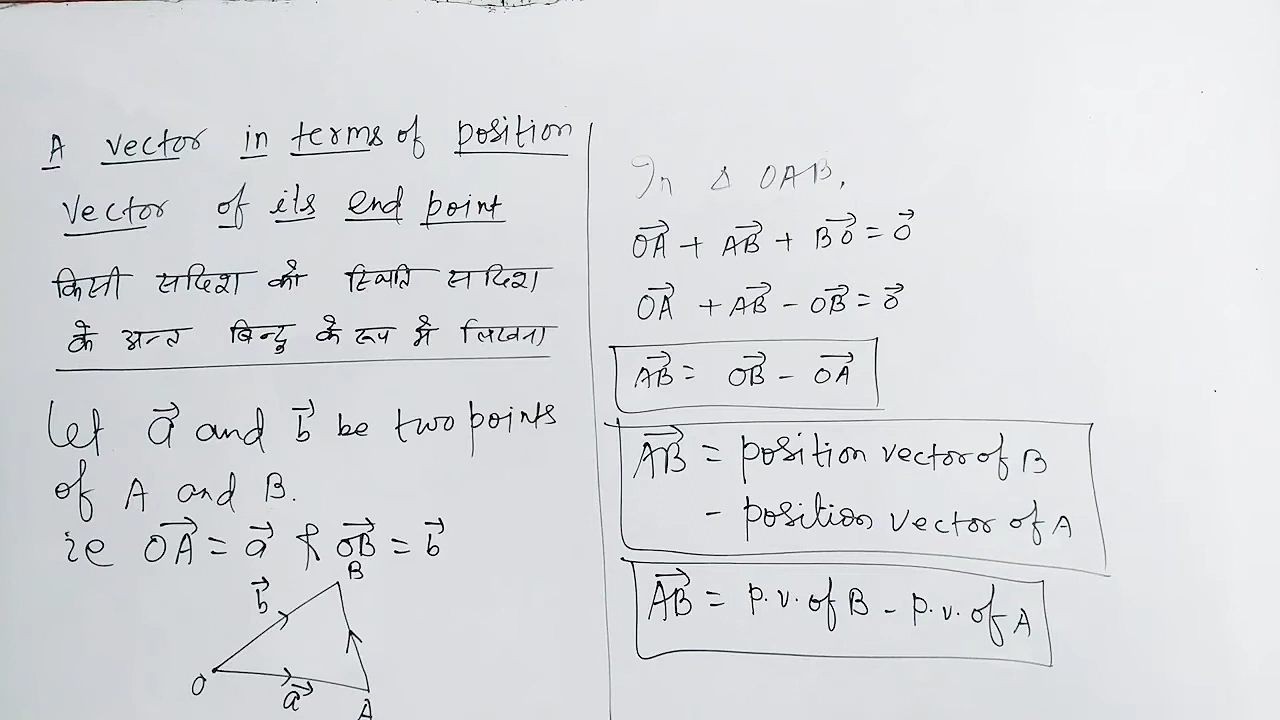 A vector in terms of position
vector of its end point
किसी सदिश को स्थिति सदिश
के अन्त बिन्दु के रूप में लिखना
Let a⃗ and b⃗ be two points
of A and B.
ie OA⃗ = a⃗ & OB⃗ = b⃗
B
b⃗
O
a⃗
A
In Δ OAB,
OA⃗ + AB⃗ + BO⃗ = 0⃗
OA⃗ + AB⃗ - OB⃗ = 0⃗
AB⃗ = OB⃗ - OA⃗
AB⃗ = position vector of B
- position vector of A
AB⃗ = p.v. of B - p.v. of A